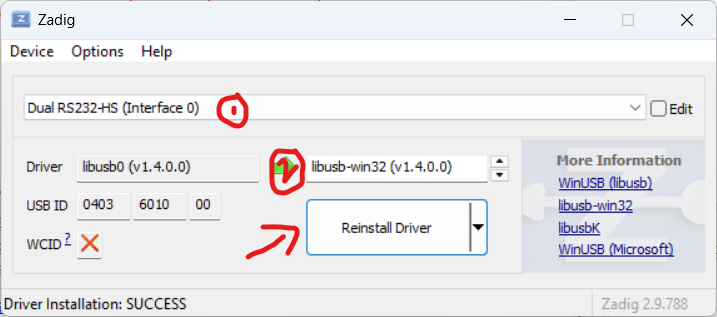 Zadig
Device Options Help
Dual RS232-HS (Interface 0) 1
Edit
Driver libusb0 (v1.4.0.0) 2 libusb-win32 (v1.4.0.0)
USB ID 0403 6010 00
WCID ?
Reinstall Driver
More Information
WinUSB (libusb)
libusb-win32
libusbK
WinUSB (Microsoft)
Driver Installation: SUCCESS
Zadig 2.9.788